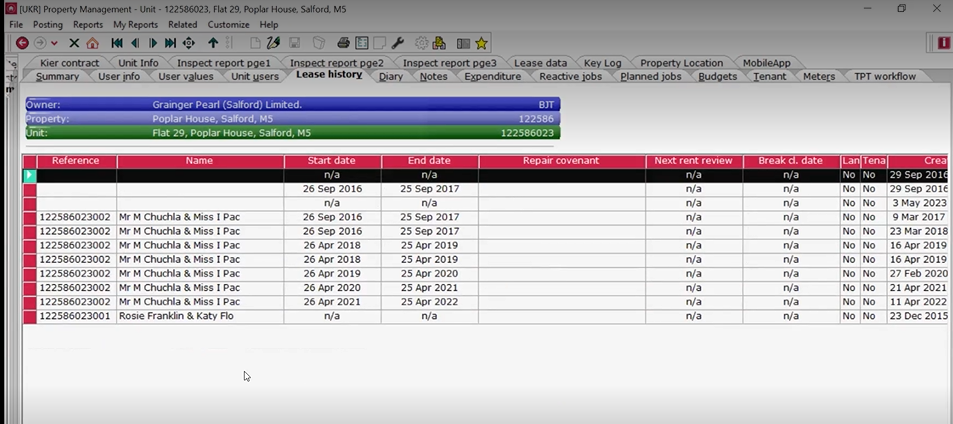 [UKR] Property Management - Unit - 122586023, Flat 29, Poplar House, Salford, M5
File Posting Reports My Reports Related Customize Help
Kier contract Unit Info Inspect report pge1 Inspect report pge2 Inspect report pge3 Lease data Key Log Property Location MobileApp
Summary User info User values Unit users Lease history Diary Notes Expenditure Reactive jobs Planned jobs Budgets Tenant Meters TPT workflow
Owner: Grainger Pearl (Salford) Limited. BJT
Property: Poplar House, Salford, M5 122586
Unit: Flat 29, Poplar House, Salford, M5 122586023
Reference Name Start date End date Repair covenant Next rent review Break cl. date Lan Tena Crea
n/a n/a n/a n/a No No 29 Sep 2016
26 Sep 2016 25 Sep 2017 n/a n/a No No 29 Sep 2016
n/a n/a n/a n/a No No 3 May 2023
122586023002 Mr M Chuchla & Miss I Pac 26 Sep 2016 25 Sep 2017 n/a n/a No No 9 Mar 2017
122586023002 Mr M Chuchla & Miss I Pac 26 Sep 2016 25 Sep 2017 n/a n/a No No 23 Mar 2018
122586023002 Mr M Chuchla & Miss I Pac 26 Apr 2018 25 Apr 2019 n/a n/a No No 16 Apr 2019
122586023002 Mr M Chuchla & Miss I Pac 26 Apr 2018 25 Apr 2019 n/a n/a No No 16 Apr 2019
122586023002 Mr M Chuchla & Miss I Pac 26 Apr 2019 25 Apr 2020 n/a n/a No No 27 Feb 2020
122586023002 Mr M Chuchla & Miss I Pac 26 Apr 2020 25 Apr 2021 n/a n/a No No 21 Apr 2021
122586023002 Mr M Chuchla & Miss I Pac 26 Apr 2021 25 Apr 2022 n/a n/a No No 11 Apr 2022
122586023001 Rosie Franklin & Katy Flo n/a n/a n/a n/a No No 23 Dec 2015